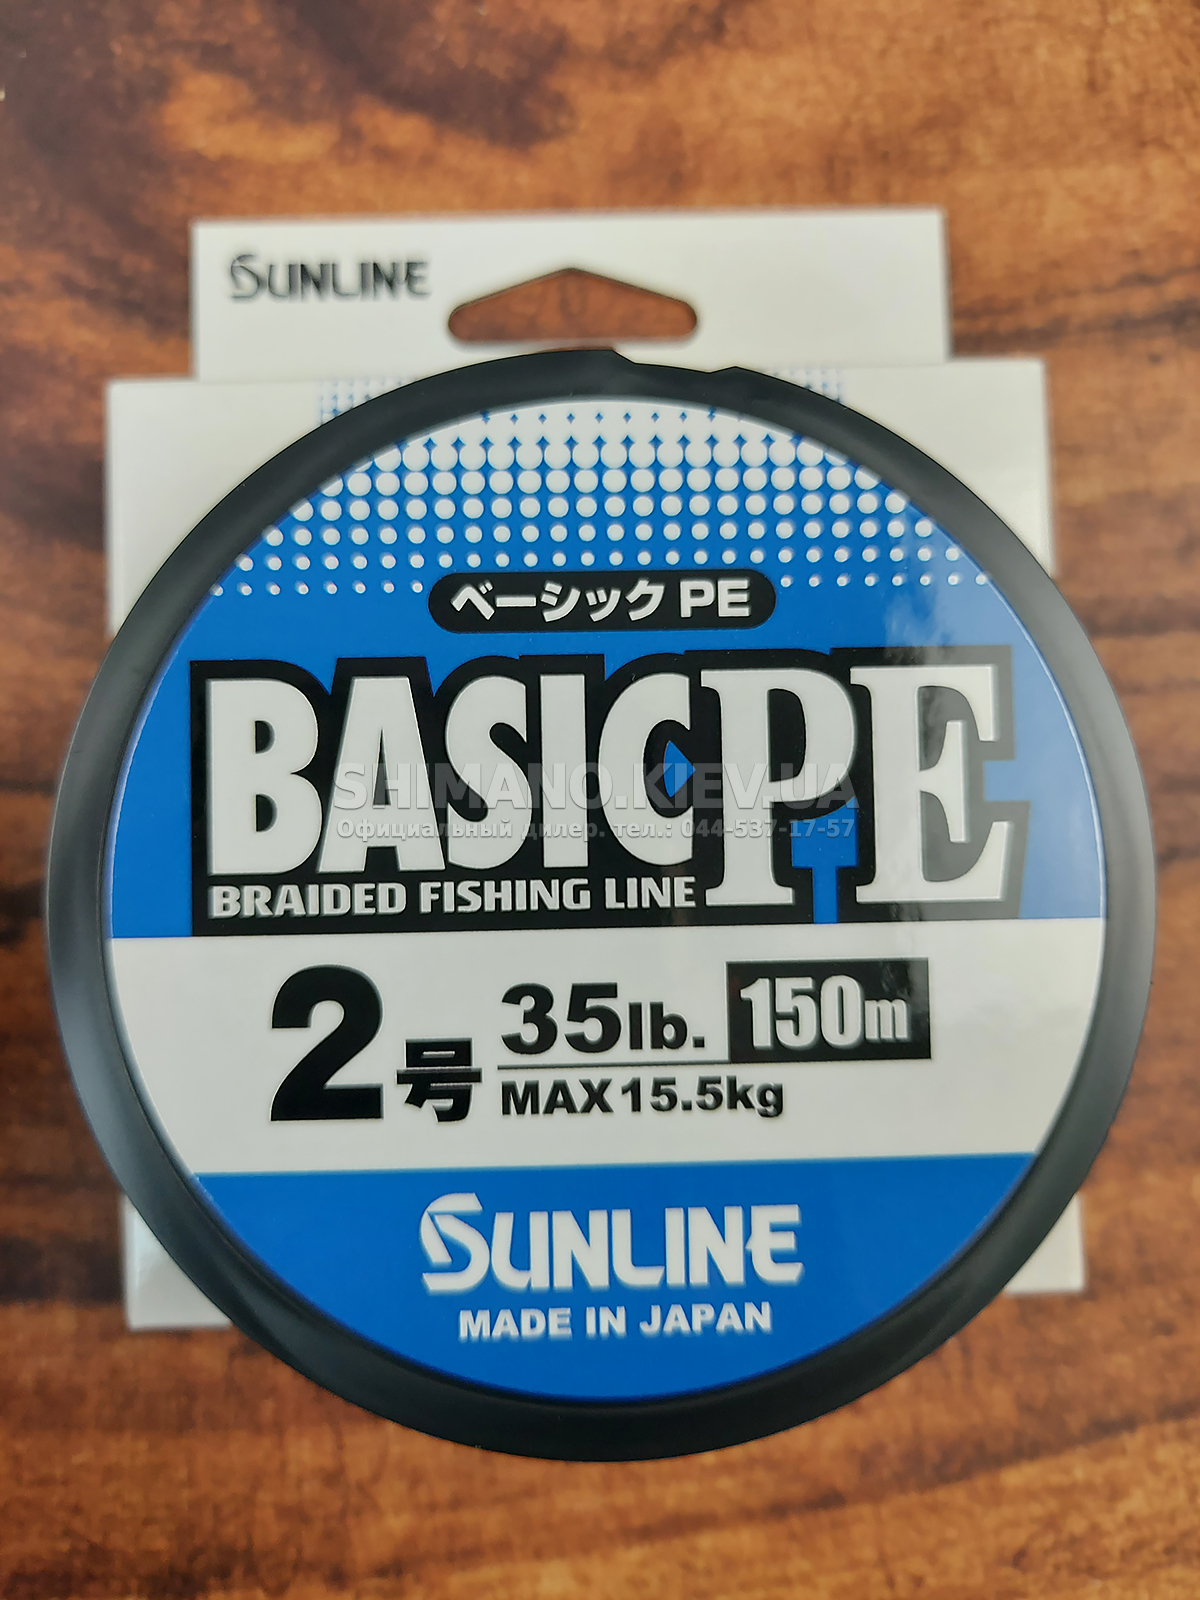 SUNLINE
ベーシック PE
BASIC PE
SHIMANO.KIEV.UA
Официальный дилер. тел.: 044-537-17-57
BRAIDED FISHING LINE
2号 35lb. 150m
MAX 15.5kg
SUNLINE
MADE IN JAPAN